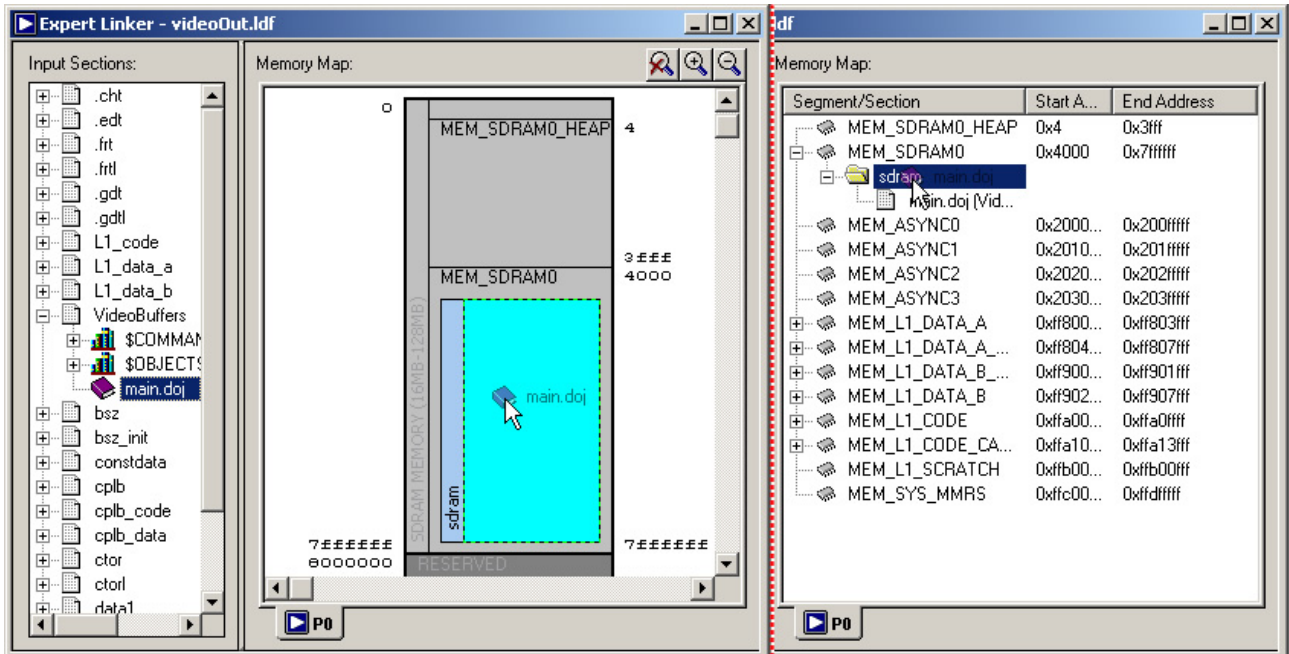 Expert Linker - videoOut.ldf
Input Sections:
.cht
.edt
.frt
.frtl
.gdt
.gdtl
L1_code
L1_data_a
L1_data_b
VideoBuffers
$COMMAN
$OBJECTS
main.doj
bsz
bsz_init
constdata
cplb
cplb_code
cplb_data
ctor
ctorl
data1
Memory Map:
0
MEM_SDRAM0_HEAP 4
3fff
MEM_SDRAM0 4000
SDRAM MEMORY (16MB-128MB)
sdram
main.doj
7ffffff 7ffffff
8000000 RESERVED
P0
df
Memory Map:
Segment/Section Start A... End Address
MEM_SDRAM0_HEAP 0x4 0x3fff
MEM_SDRAM0 0x4000 0x7ffffff
sdram main.doj
main.doj (Vid...
MEM_ASYNC0 0x2000... 0x200fffff
MEM_ASYNC1 0x2010... 0x201fffff
MEM_ASYNC2 0x2020... 0x202fffff
MEM_ASYNC3 0x2030... 0x203fffff
MEM_L1_DATA_A 0xff800... 0xff803fff
MEM_L1_DATA_A_... 0xff804... 0xff807fff
MEM_L1_DATA_B_... 0xff900... 0xff901fff
MEM_L1_DATA_B 0xff902... 0xff907fff
MEM_L1_CODE 0xffa00... 0xffa0ffff
MEM_L1_CODE_CA... 0xffa10... 0xffa13fff
MEM_L1_SCRATCH 0xffb00... 0xffb00fff
MEM_SYS_MMRS 0xffc00... 0xffdfffff
P0